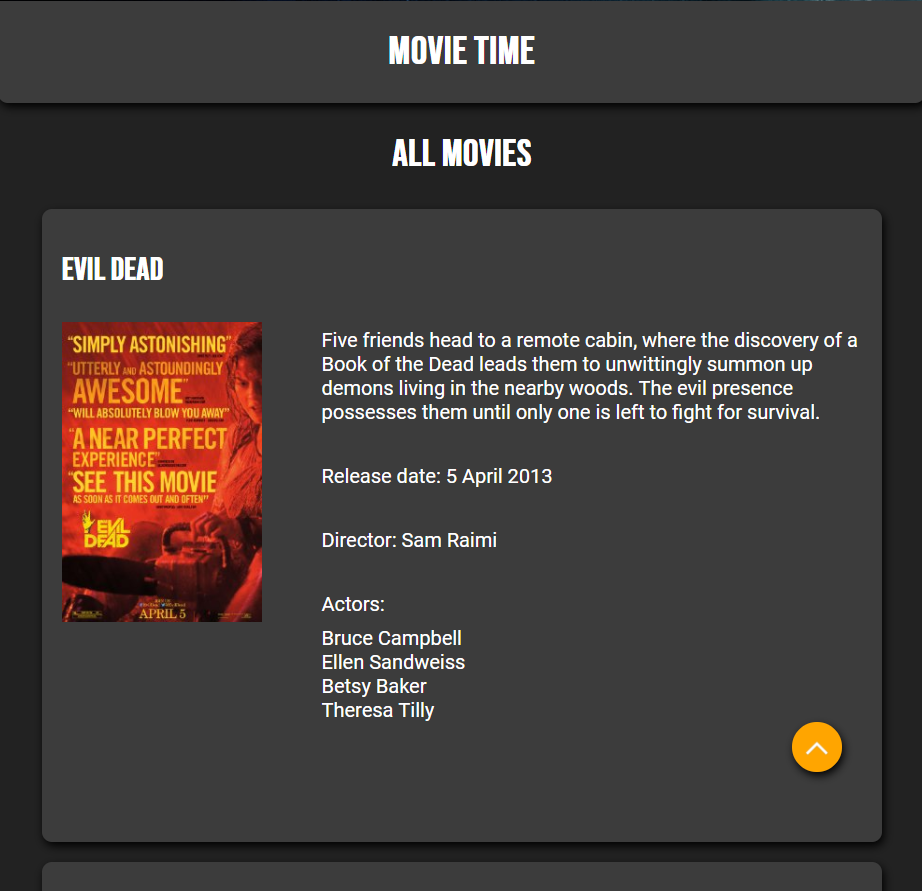 MOVIE TIME
ALL MOVIES
EVIL DEAD
"SIMPLY ASTONISHING"
"UTTERLY AND ASTOUNDINGLY
AWESOME"
"WILL ABSOLUTELY BLOW YOU AWAY"
"A NEAR PERFECT
EXPERIENCE"
"SEE THIS MOVIE
AS SOON AS IT COMES OUT AND OFTEN"
EVIL
DEAD
APRIL 5
Five friends head to a remote cabin, where the discovery of a
Book of the Dead leads them to unwittingly summon up
demons living in the nearby woods. The evil presence
possesses them until only one is left to fight for survival.
Release date: 5 April 2013
Director: Sam Raimi
Actors:
Bruce Campbell
Ellen Sandweiss
Betsy Baker
Theresa Tilly